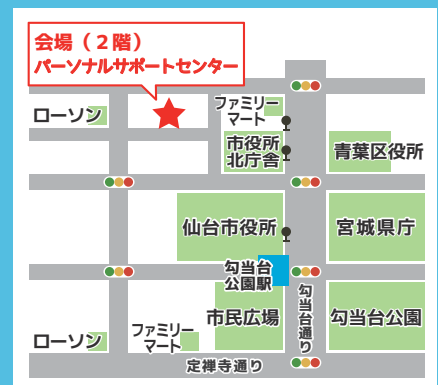 会場（２階）
パーソナルサポートセンター
ローソン
ファミリー
マート
市役所
北庁舎
青葉区役所
仙台市役所
宮城県庁
勾当台
公園駅
勾当台通り
市民広場
勾当台公園
ローソン
ファミリー
マート
定禅寺通り